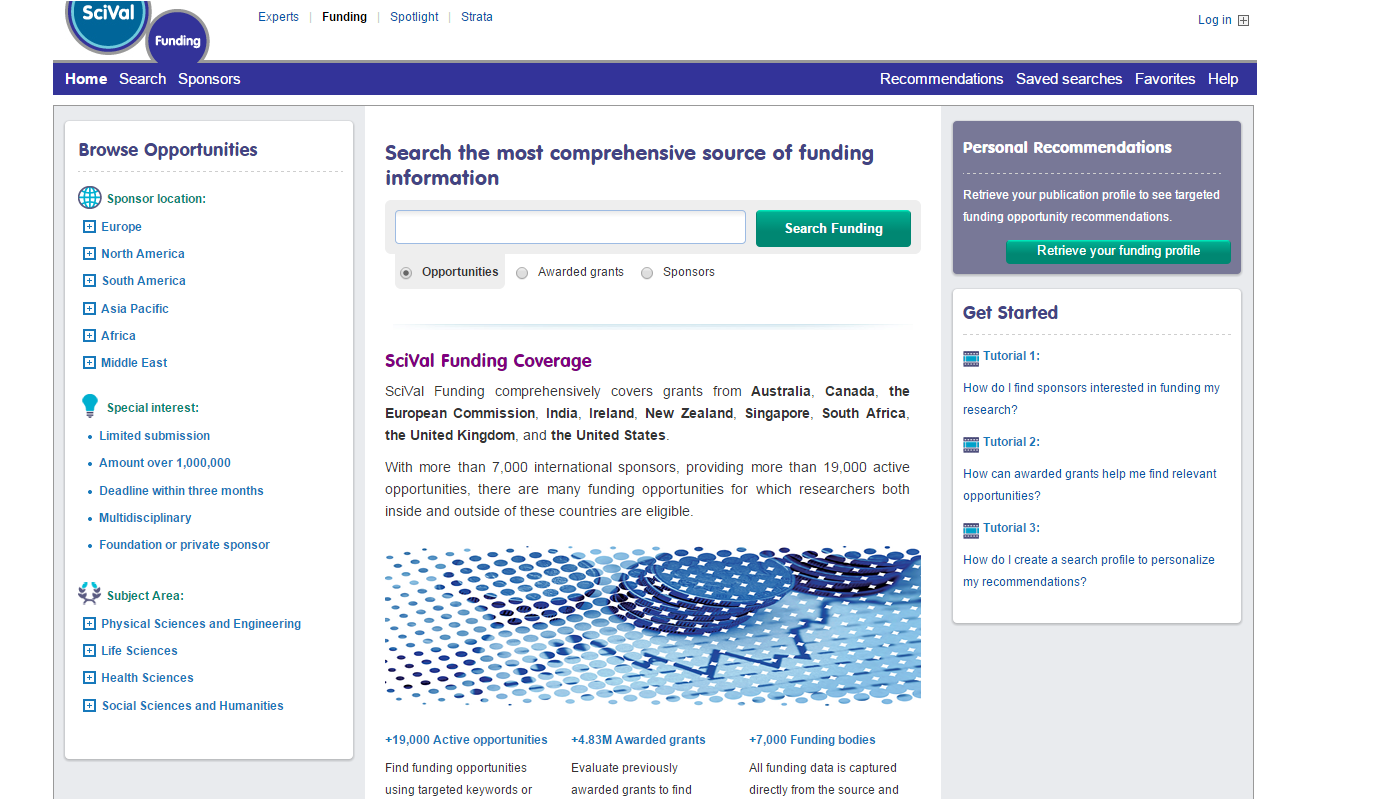 SciVal
Funding
Experts | Funding | Spotlight | Strata
Log in
Home Search Sponsors
Recommendations Saved searches Favorites Help
Browse Opportunities
Sponsor location:
Europe
North America
South America
Asia Pacific
Africa
Middle East
Special interest:
• Limited submission
• Amount over 1,000,000
• Deadline within three months
• Multidisciplinary
• Foundation or private sponsor
Subject Area:
Physical Sciences and Engineering
Life Sciences
Health Sciences
Social Sciences and Humanities
Search the most comprehensive source of funding
information
Search Funding
Opportunities Awarded grants Sponsors
SciVal Funding Coverage
SciVal Funding comprehensively covers grants from Australia, Canada, the
European Commission, India, Ireland, New Zealand, Singapore, South Africa,
the United Kingdom, and the United States.
With more than 7,000 international sponsors, providing more than 19,000 active
opportunities, there are many funding opportunities for which researchers both
inside and outside of these countries are eligible.
+19,000 Active opportunities
Find funding opportunities
using targeted keywords or
+4.83M Awarded grants
Evaluate previously
awarded grants to find
+7,000 Funding bodies
All funding data is captured
directly from the source and
Personal Recommendations
Retrieve your publication profile to see targeted
funding opportunity recommendations.
Retrieve your funding profile
Get Started
Tutorial 1:
How do I find sponsors interested in funding my
research?
Tutorial 2:
How can awarded grants help me find relevant
opportunities?
Tutorial 3:
How do I create a search profile to personalize
my recommendations?